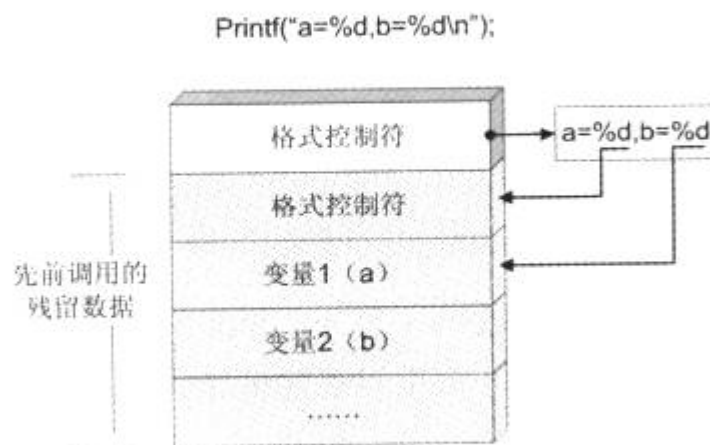 Printf(“a=%d,b=%d\n”);
格式控制符
a=%d,b=%d
格式控制符
先前调用的
残留数据
变量1（a）
变量2（b）
……